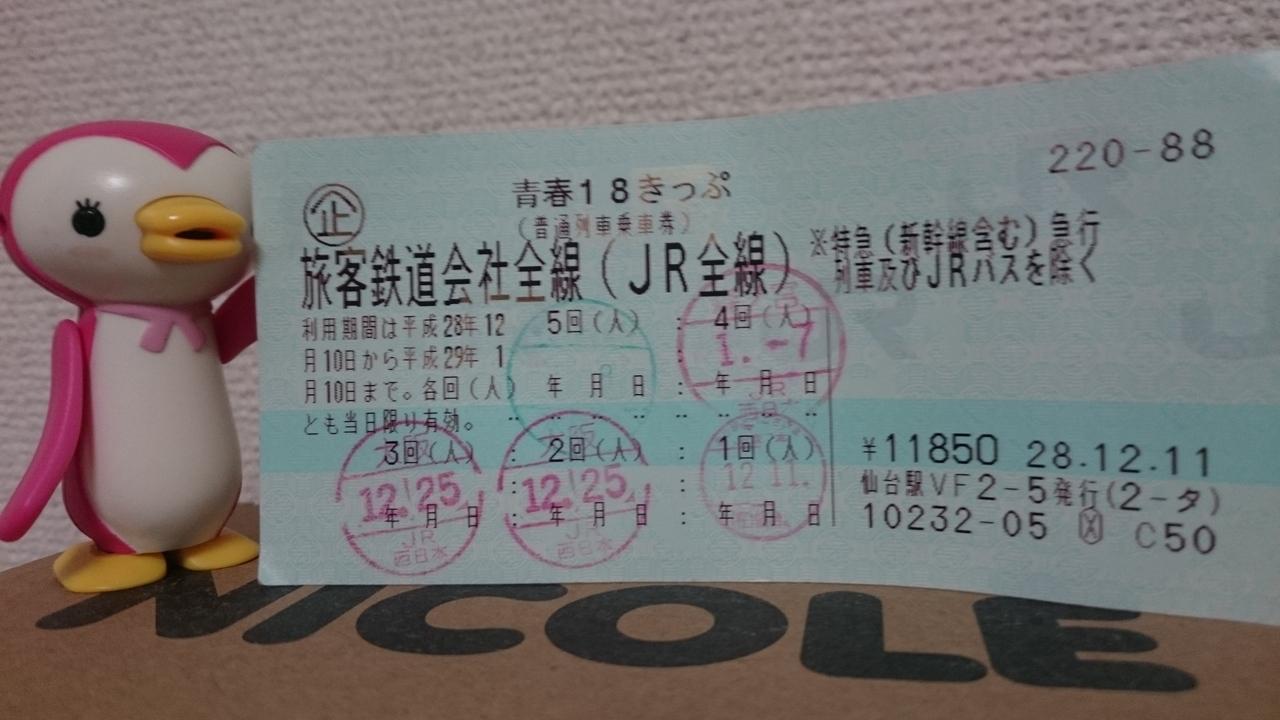 220-88
企
青春18きっぷ
(普通列車乗車券)
旅客鉄道会社全線(JR全線)
※特急(新幹線含む)急行
列車及びJRバスを除く
利用期間は平成28年12
月10日から平成29年 1
月10日まで。各回(人)
とも当日限り有効。
5回(人) : 4回(人)
1.-7
年 月 日 : 年 月 日
JR
3回(人) : 2回(人) : 1回(人)
12.25 12.25 12.11.
年 月 日 : 年 月 日 : 年 月 日
JR JR
西日本 西日本
¥11850 28.12.11
仙台駅VF2-5発行(2-タ)
10232-05 C50
NICOLE